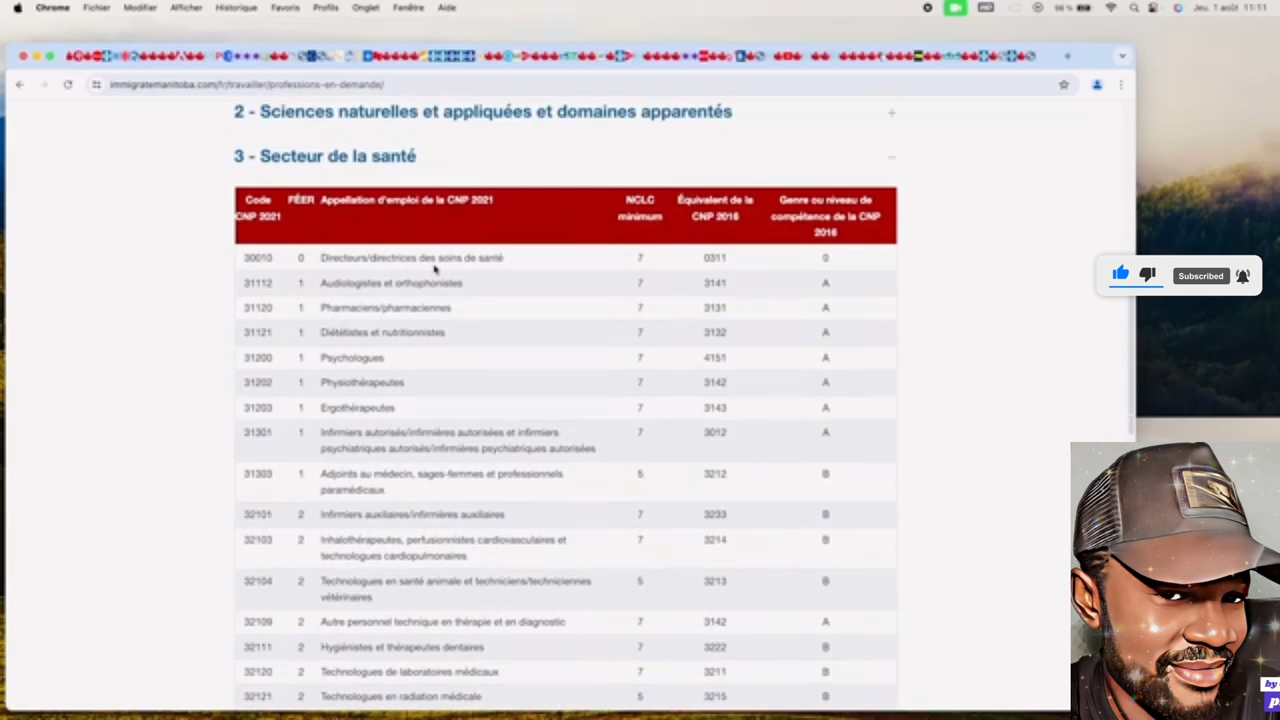 Chrome Fichier Modifier Afficher Historique Favoris Profils Onglet Fenêtre Aide 98 % Jeu. 1 août 11:11
immigratemanitoba.com/fr/travailler/professions-en-demande/
2 - Sciences naturelles et appliquées et domaines apparentés +
3 - Secteur de la santé –
Code FÉER Appellation d'emploi de la CNP 2021 NCLC Équivalent de la Genre ou niveau de
CNP 2021 minimum CNP 2016 compétence de la CNP
2016
30010 0 Directeurs/directrices des soins de santé 7 0311 0
31112 1 Audiologistes et orthophonistes 7 3141 A
31120 1 Pharmaciens/pharmaciennes 7 3131 A
31121 1 Diététistes et nutritionnistes 7 3132 A
31200 1 Psychologues 7 4151 A
31202 1 Physiothérapeutes 7 3142 A
31203 1 Ergothérapeutes 7 3143 A
31301 1 Infirmiers autorisés/infirmières autorisées et infirmiers 7 3012 A
psychiatriques autorisés/infirmières psychiatriques autorisées
31303 1 Adjoints au médecin, sages-femmes et professionnels 5 3212 B
paramédicaux
32101 2 Infirmiers auxiliaires/infirmières auxiliaires 7 3233 B
32103 2 Inhalothérapeutes, perfusionnistes cardiovasculaires et 7 3214 B
technologues cardiopulmonaires
32104 2 Technologues en santé animale et techniciens/techniciennes 5 3213 B
vétérinaires
32109 2 Autre personnel technique en thérapie et en diagnostic 7 3142 A
32111 2 Hygiénistes et thérapeutes dentaires 7 3222 B
32120 2 Technologues de laboratoires médicaux 7 3211 B
32121 2 Technologues en radiation médicale 5 3215 B
Subscribed
by